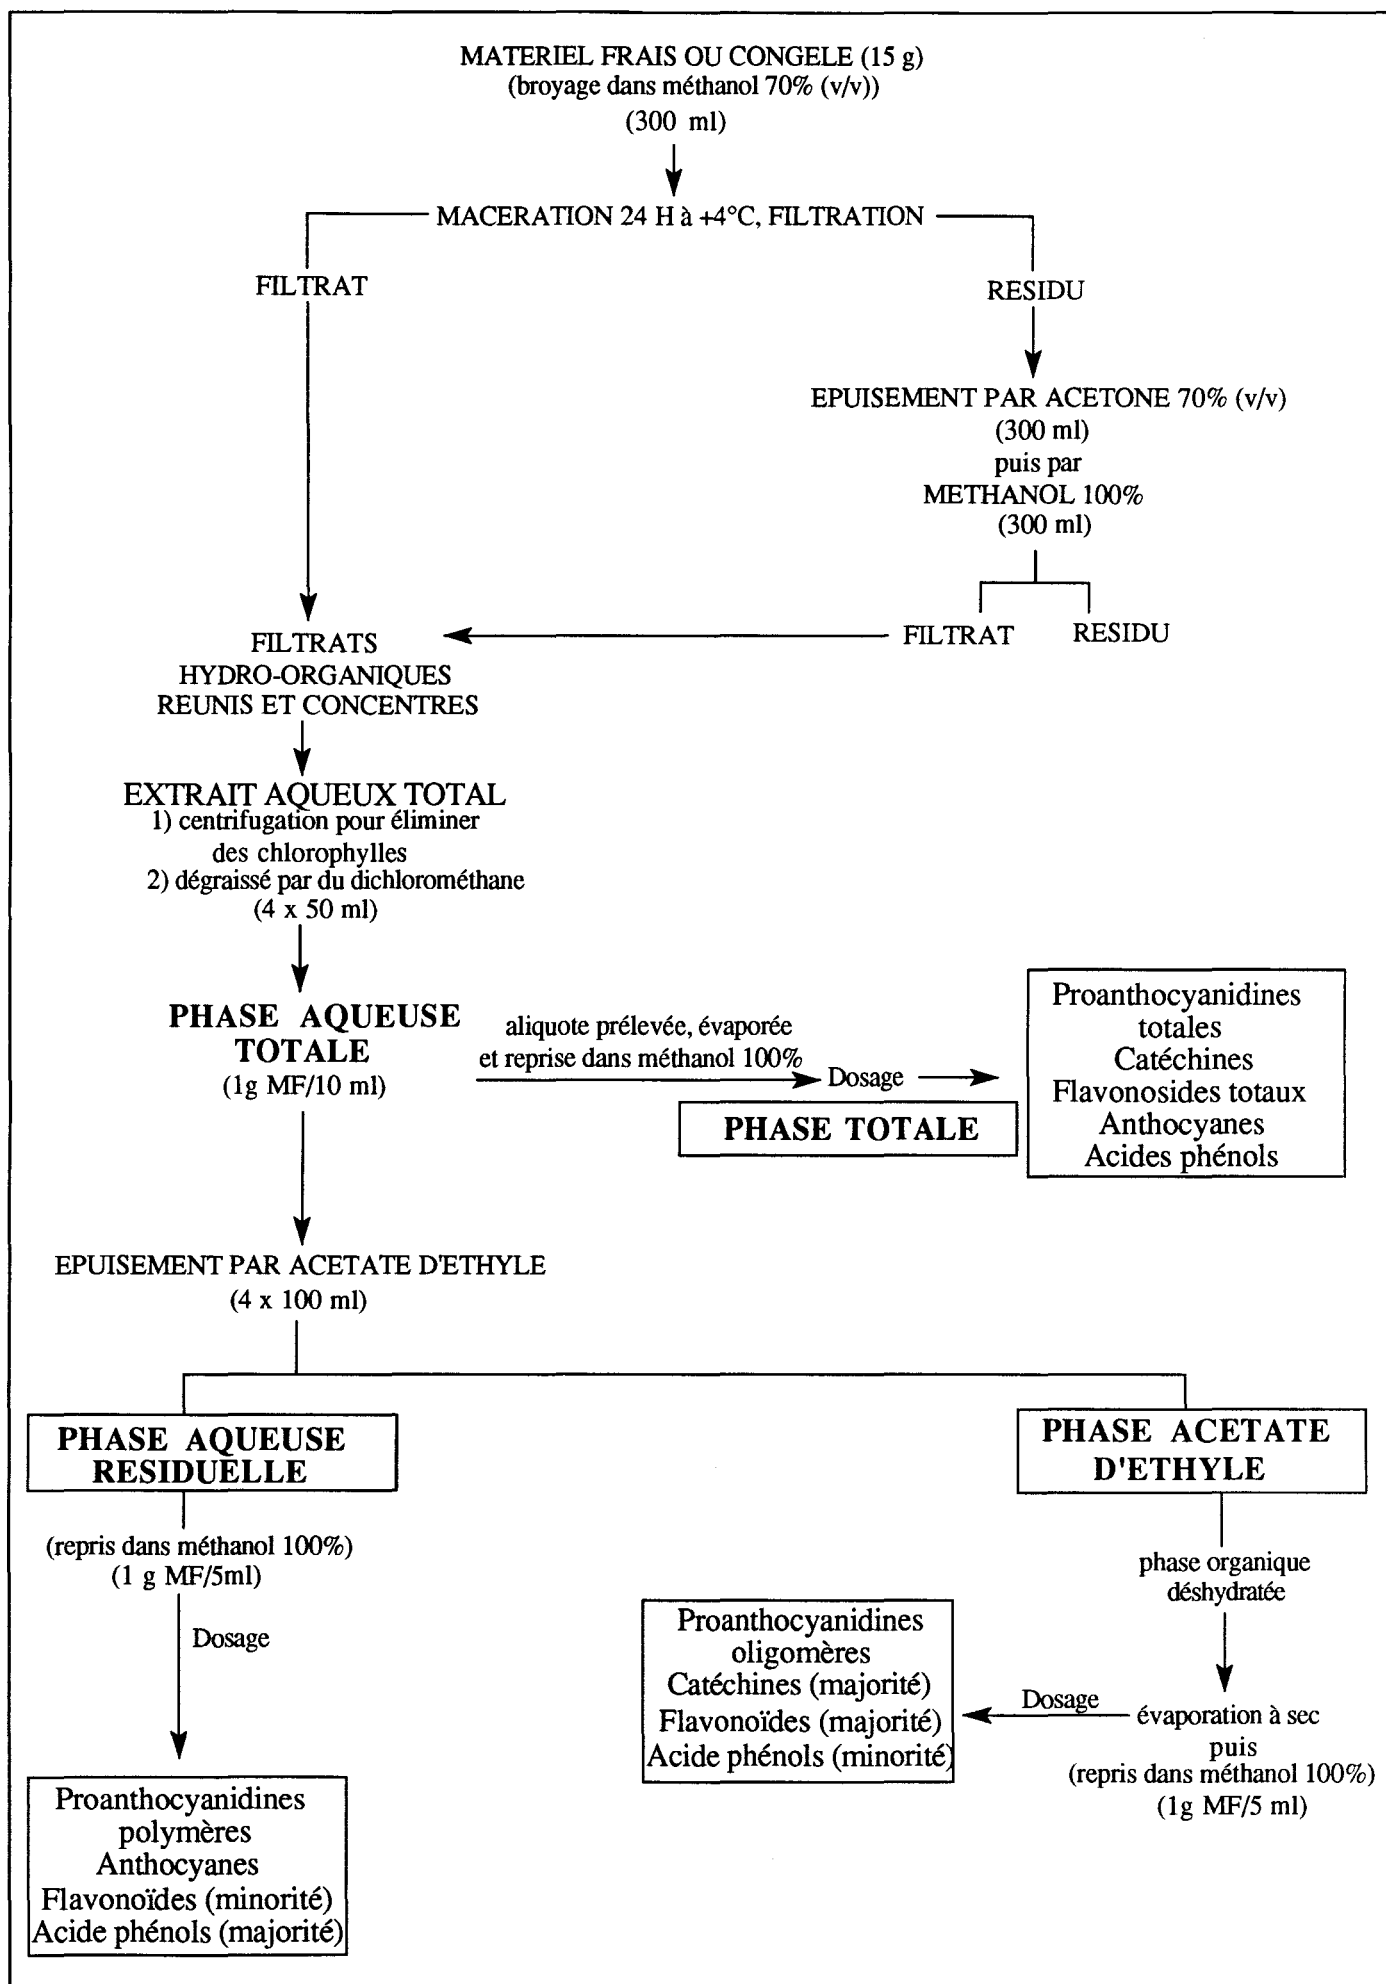 MATERIEL FRAIS OU CONGELE (15 g)
(broyage dans méthanol 70% (v/v))
(300 ml)
MACERATION 24 H à +4°C, FILTRATION
FILTRAT
RESIDU
EPUISEMENT PAR ACETONE 70% (v/v)
(300 ml)
puis par
METHANOL 100%
(300 ml)
FILTRAT
RESIDU
FILTRATS
HYDRO-ORGANIQUES
REUNIS ET CONCENTRES
EXTRAIT AQUEUX TOTAL
1) centrifugation pour éliminer
des chlorophylles
2) dégraissé par du dichlorométhane
(4 x 50 ml)
PHASE AQUEUSE
TOTALE
(1g MF/10 ml)
aliquote prélevée, évaporée
et reprise dans méthanol 100%
Dosage
PHASE TOTALE
Proanthocyanidines
totales
Catéchines
Flavonosides totaux
Anthocyanes
Acides phénols
EPUISEMENT PAR ACETATE D'ETHYLE
(4 x 100 ml)
PHASE AQUEUSE
RESIDUELLE
(repris dans méthanol 100%)
(1 g MF/5ml)
Dosage
Proanthocyanidines
polymères
Anthocyanes
Flavonoïdes (minorité)
Acide phénols (majorité)
PHASE ACETATE
D'ETHYLE
phase organique
déshydratée
évaporation à sec
puis
(repris dans méthanol 100%)
(1g MF/5 ml)
Dosage
Proanthocyanidines
oligomères
Catéchines (majorité)
Flavonoïdes (majorité)
Acide phénols (minorité)